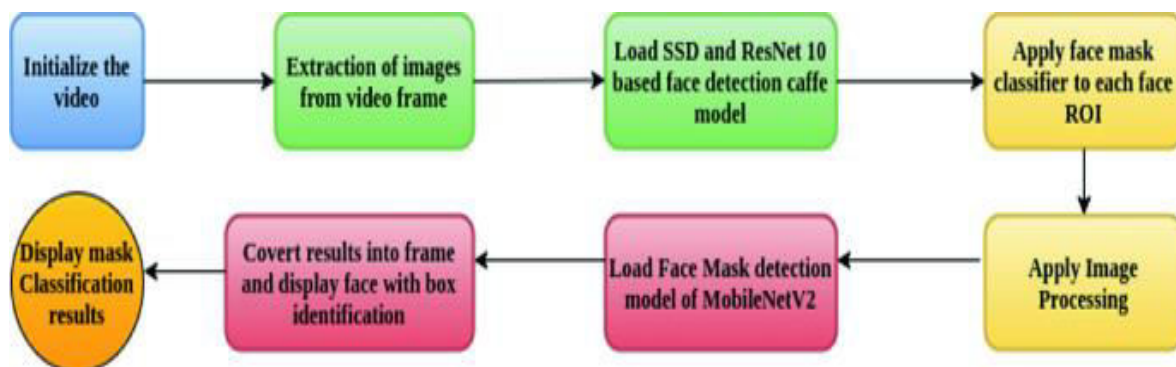 Initialize the
video
Extraction of images
from video frame
Load SSD and ResNet 10
based face detection caffe
model
Apply face mask
classifier to each face
ROI
Apply Image
Processing
Load Face Mask detection
model of MobileNetV2
Covert results into frame
and display face with box
identification
Display mask
Classification
results